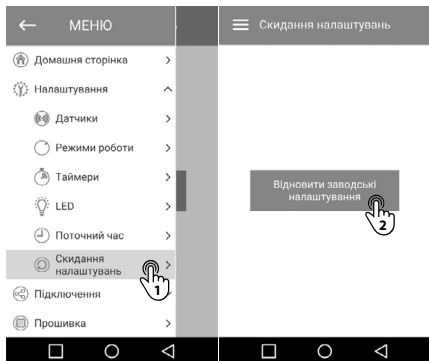 МЕНЮ
Домашня сторінка
Налаштування
Датчики
Режими роботи
Таймери
LED
Поточний час
Скидання
налаштувань
1
Підключення
Прошивка
Скидання налаштувань
Відновити заводські
налаштування
2